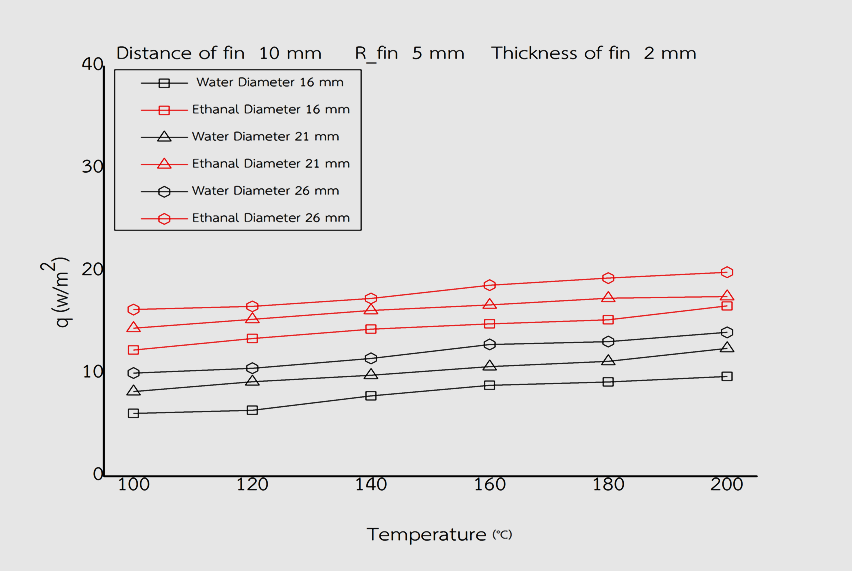 Distance of fin 10 mm R_fin 5 mm Thickness of fin 2 mm
40
30
20
10
0
Water Diameter 16 mm
Ethanal Diameter 16 mm
Water Diameter 21 mm
Ethanal Diameter 21 mm
Water Diameter 26 mm
Ethanal Diameter 26 mm
q (w/m²)
100 120 140 160 180 200
Temperature (°C)